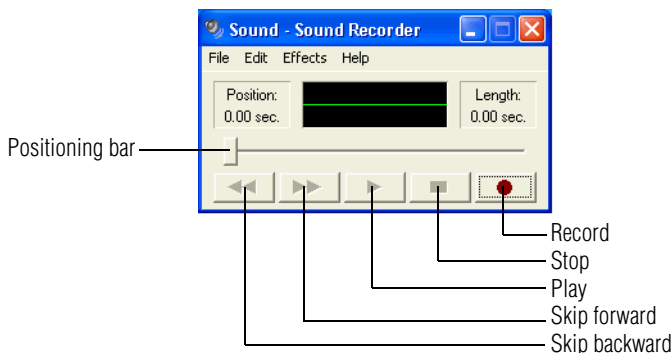 Sound - Sound Recorder
File Edit Effects Help
Position:
0.00 sec.
Length:
0.00 sec.
Positioning bar
Record
Stop
Play
Skip forward
Skip backward